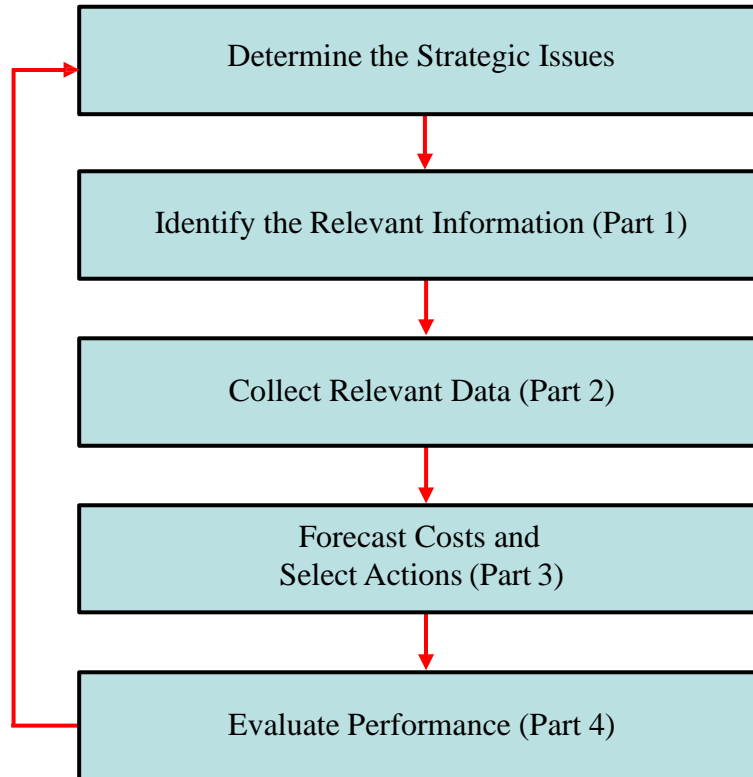 Determine the Strategic Issues
Identify the Relevant Information (Part 1)
Collect Relevant Data (Part 2)
Forecast Costs and
Select Actions (Part 3)
Evaluate Performance (Part 4)